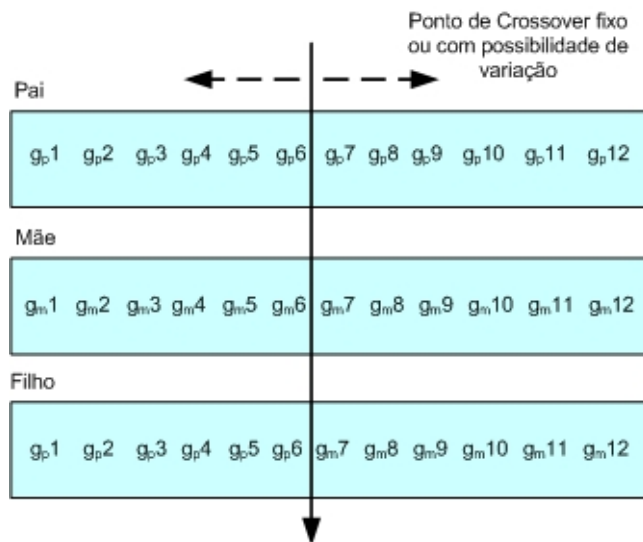 Ponto de Crossover fixo
ou com possibilidade de
variação
Pai
gp1 gp2 gp3 gp4 gp5 gp6 gp7 gp8 gp9 gp10 gp11 gp12
Mãe
gm1 gm2 gm3 gm4 gm5 gm6 gm7 gm8 gm9 gm10 gm11 gm12
Filho
gp1 gp2 gp3 gp4 gp5 gp6 gm7 gm8 gm9 gm10 gm11 gm12